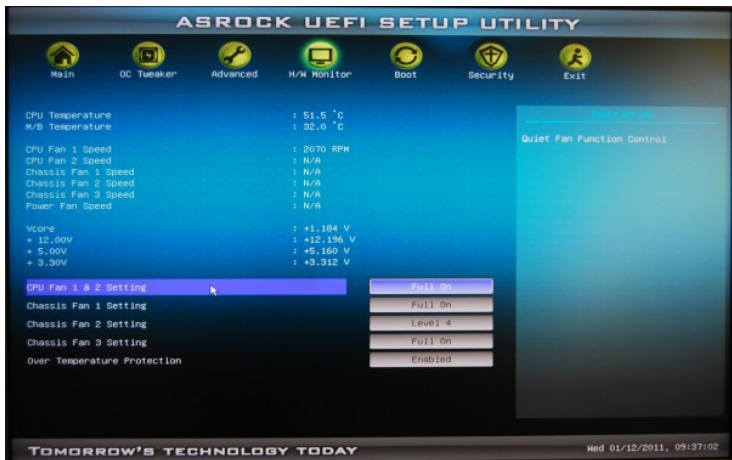 ASROCK UEFI SETUP UTILITY
Main OC Tweaker Advanced H/W Monitor Boot Security Exit
CPU Temperature : 51.5 °C
M/B Temperature : 32.0 °C
CPU Fan 1 Speed : 2070 RPM
CPU Fan 2 Speed : N/A
Chassis Fan 1 Speed : N/A
Chassis Fan 2 Speed : N/A
Chassis Fan 3 Speed : N/A
Power Fan Speed : N/A
Vcore : +1.184 V
+ 12.00V : +12.196 V
+ 5.00V : +5.160 V
+ 3.30V : +3.312 V
CPU Fan 1 & 2 Setting Full On
Chassis Fan 1 Setting Full On
Chassis Fan 2 Setting Level 4
Chassis Fan 3 Setting Full On
Over Temperature Protection Enabled
Description
Quiet Fan Function Control
TOMORROW'S TECHNOLOGY TODAY
Wed 01/12/2011, 09:37:02